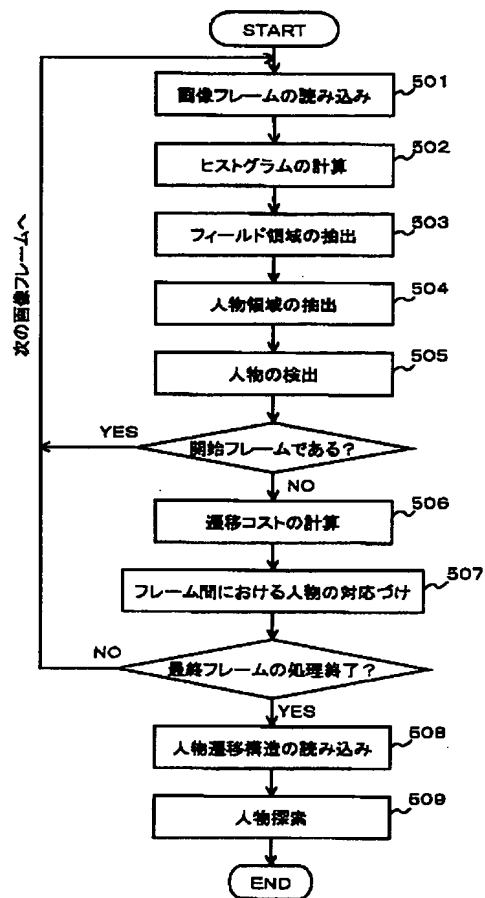 START
画像フレームの読み込み
501
ヒストグラムの計算
502
フィールド領域の抽出
503
人物領域の抽出
504
人物の検出
505
次の画像フレームへ
YES
開始フレームである?
NO
遷移コストの計算
506
フレーム間における人物の対応づけ
507
NO
最終フレームの処理終了?
YES
人物遷移構造の読み込み
508
人物探索
509
END